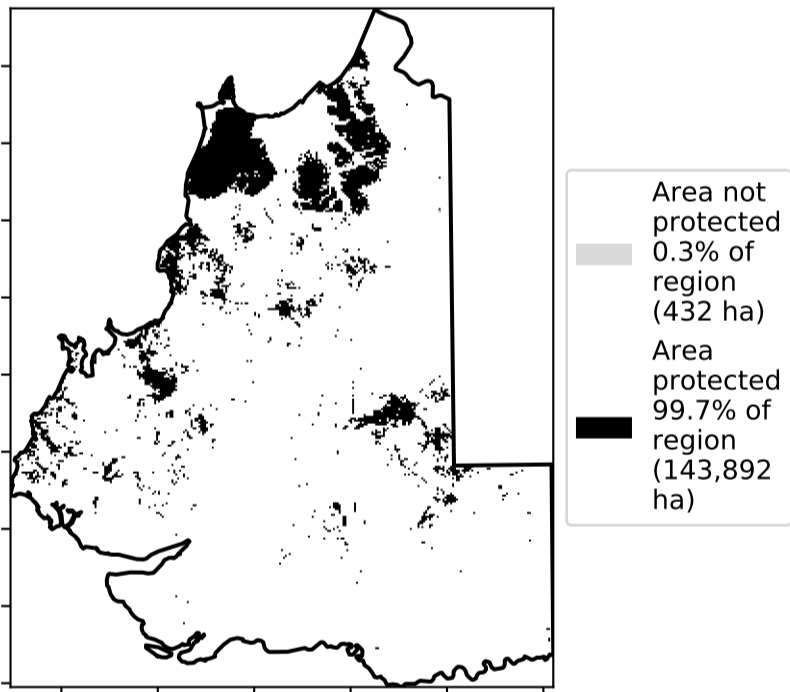 Area not
protected
0.3% of
region
(432 ha)
Area
protected
99.7% of
region
(143,892
ha)